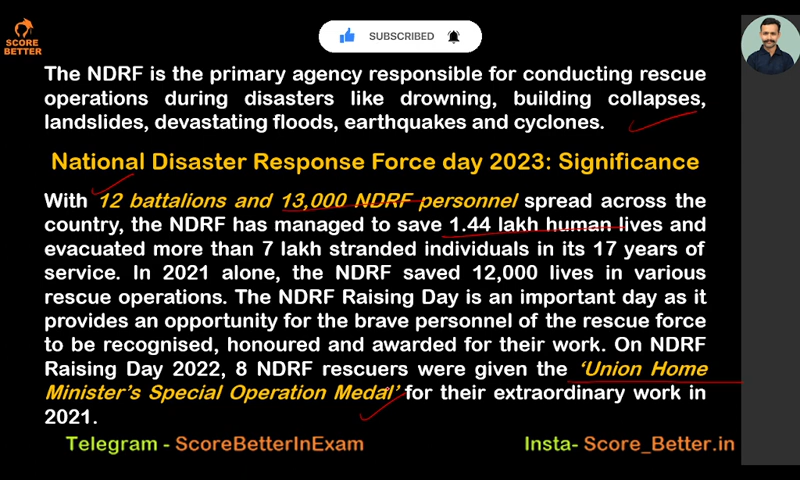 SCORE
BETTER
SUBSCRIBED
The NDRF is the primary agency responsible for conducting rescue
operations during disasters like drowning, building collapses,
landslides, devastating floods, earthquakes and cyclones.
National Disaster Response Force day 2023: Significance
With 12 battalions and 13,000 NDRF personnel spread across the
country, the NDRF has managed to save 1.44 lakh human lives and
evacuated more than 7 lakh stranded individuals in its 17 years of
service. In 2021 alone, the NDRF saved 12,000 lives in various
rescue operations. The NDRF Raising Day is an important day as it
provides an opportunity for the brave personnel of the rescue force
to be recognised, honoured and awarded for their work. On NDRF
Raising Day 2022, 8 NDRF rescuers were given the ‘Union Home
Minister’s Special Operation Medal’ for their extraordinary work in
2021.
Telegram - ScoreBetterInExam
Insta- Score_Better.in